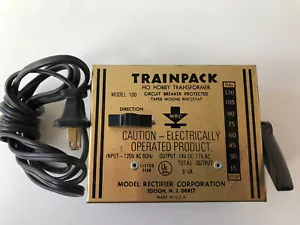 TRAINPACK
HO HOBBY TRANSFORMER
MODEL 100
CIRCUIT BREAKER PROTECTED
TAPER WOUND RHEOSTAT
DIRECTION
MRC
120
105
90
75
60
45
30
15
CAUTION - ELECTRICALLY
OPERATED PRODUCT.
INPUT-120V AC 60Hz
OUTPUT 14V DC 17V AC
TOTAL OUTPUT
8-VA
MODEL RECTIFIER CORPORATION
EDISON, N. J. 08817
MADE IN U.S.A.